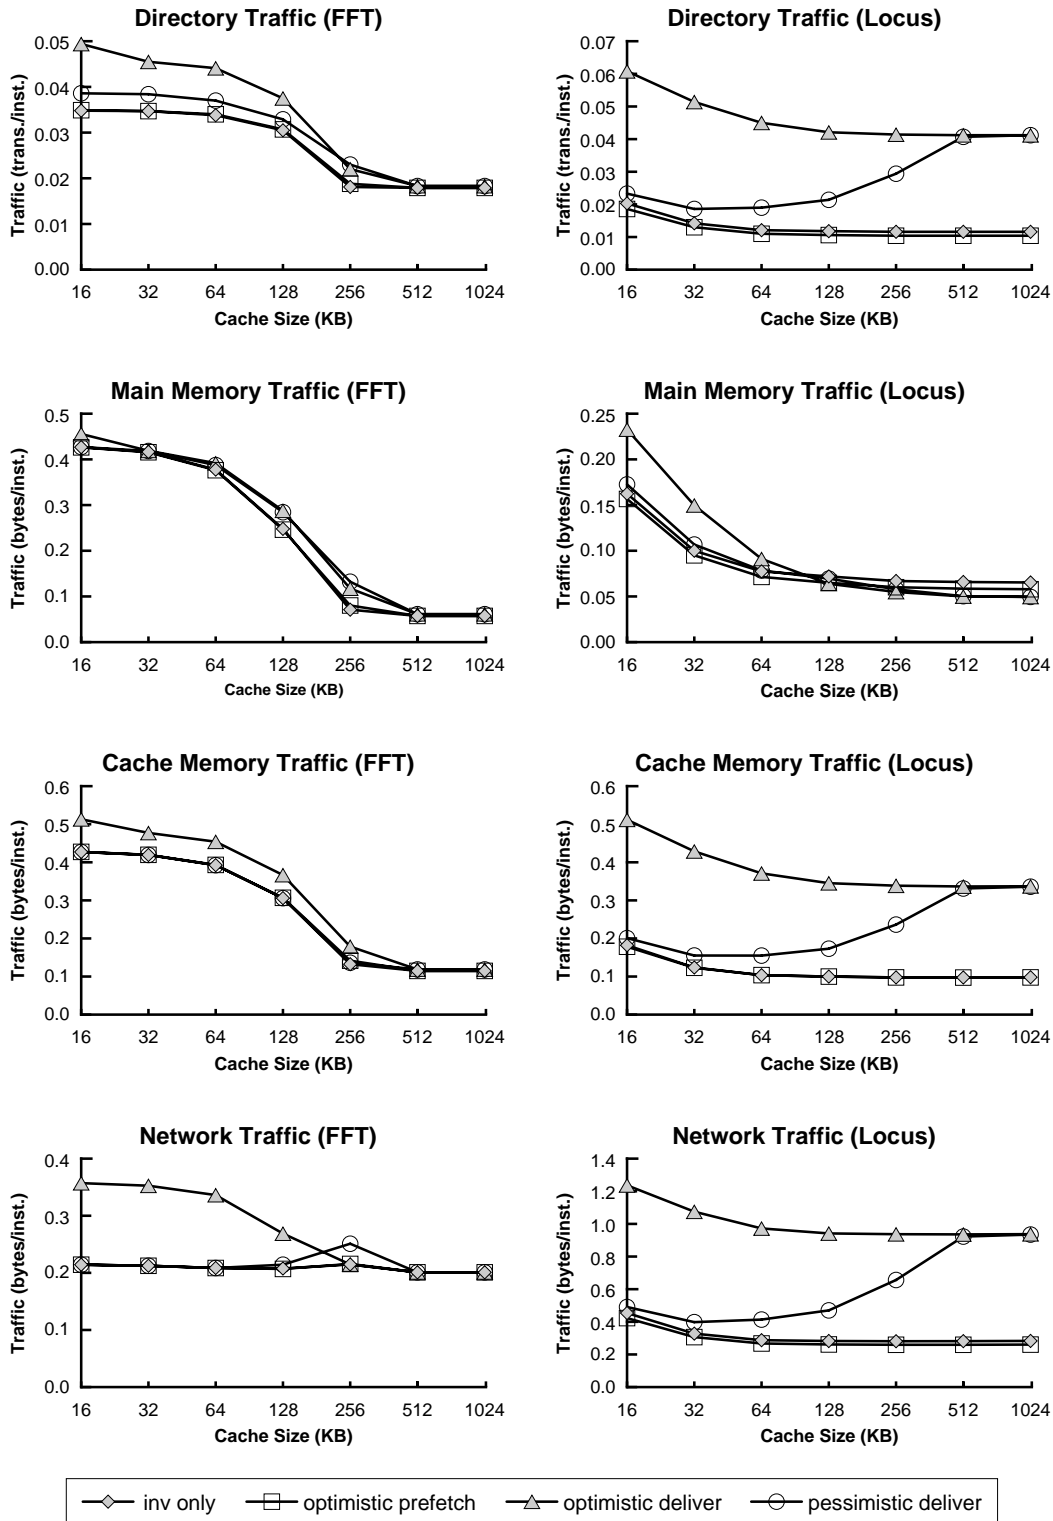 Directory Traffic (FFT)
Traffic (trans./inst.)
0.05
0.04
0.03
0.02
0.01
0.00
16 32 64 128 256 512 1024
Cache Size (KB)
Directory Traffic (Locus)
Traffic (trans./inst.)
0.07
0.06
0.05
0.04
0.03
0.02
0.01
0.00
16 32 64 128 256 512 1024
Cache Size (KB)
Main Memory Traffic (FFT)
Traffic (bytes/inst.)
0.5
0.4
0.3
0.2
0.1
0.0
16 32 64 128 256 512 1024
Cache Size (KB)
Main Memory Traffic (Locus)
Traffic (bytes/inst.)
0.25
0.20
0.15
0.10
0.05
0.00
16 32 64 128 256 512 1024
Cache Size (KB)
Cache Memory Traffic (FFT)
Traffic (bytes/inst.)
0.6
0.5
0.4
0.3
0.2
0.1
0.0
16 32 64 128 256 512 1024
Cache Size (KB)
Cache Memory Traffic (Locus)
Traffic (bytes/inst.)
0.6
0.5
0.4
0.3
0.2
0.1
0.0
16 32 64 128 256 512 1024
Cache Size (KB)
Network Traffic (FFT)
Traffic (bytes/inst.)
0.4
0.3
0.2
0.1
0.0
16 32 64 128 256 512 1024
Cache Size (KB)
Network Traffic (Locus)
Traffic (bytes/inst.)
1.4
1.2
1.0
0.8
0.6
0.4
0.2
0.0
16 32 64 128 256 512 1024
Cache Size (KB)
inv only optimistic prefetch optimistic deliver pessimistic deliver